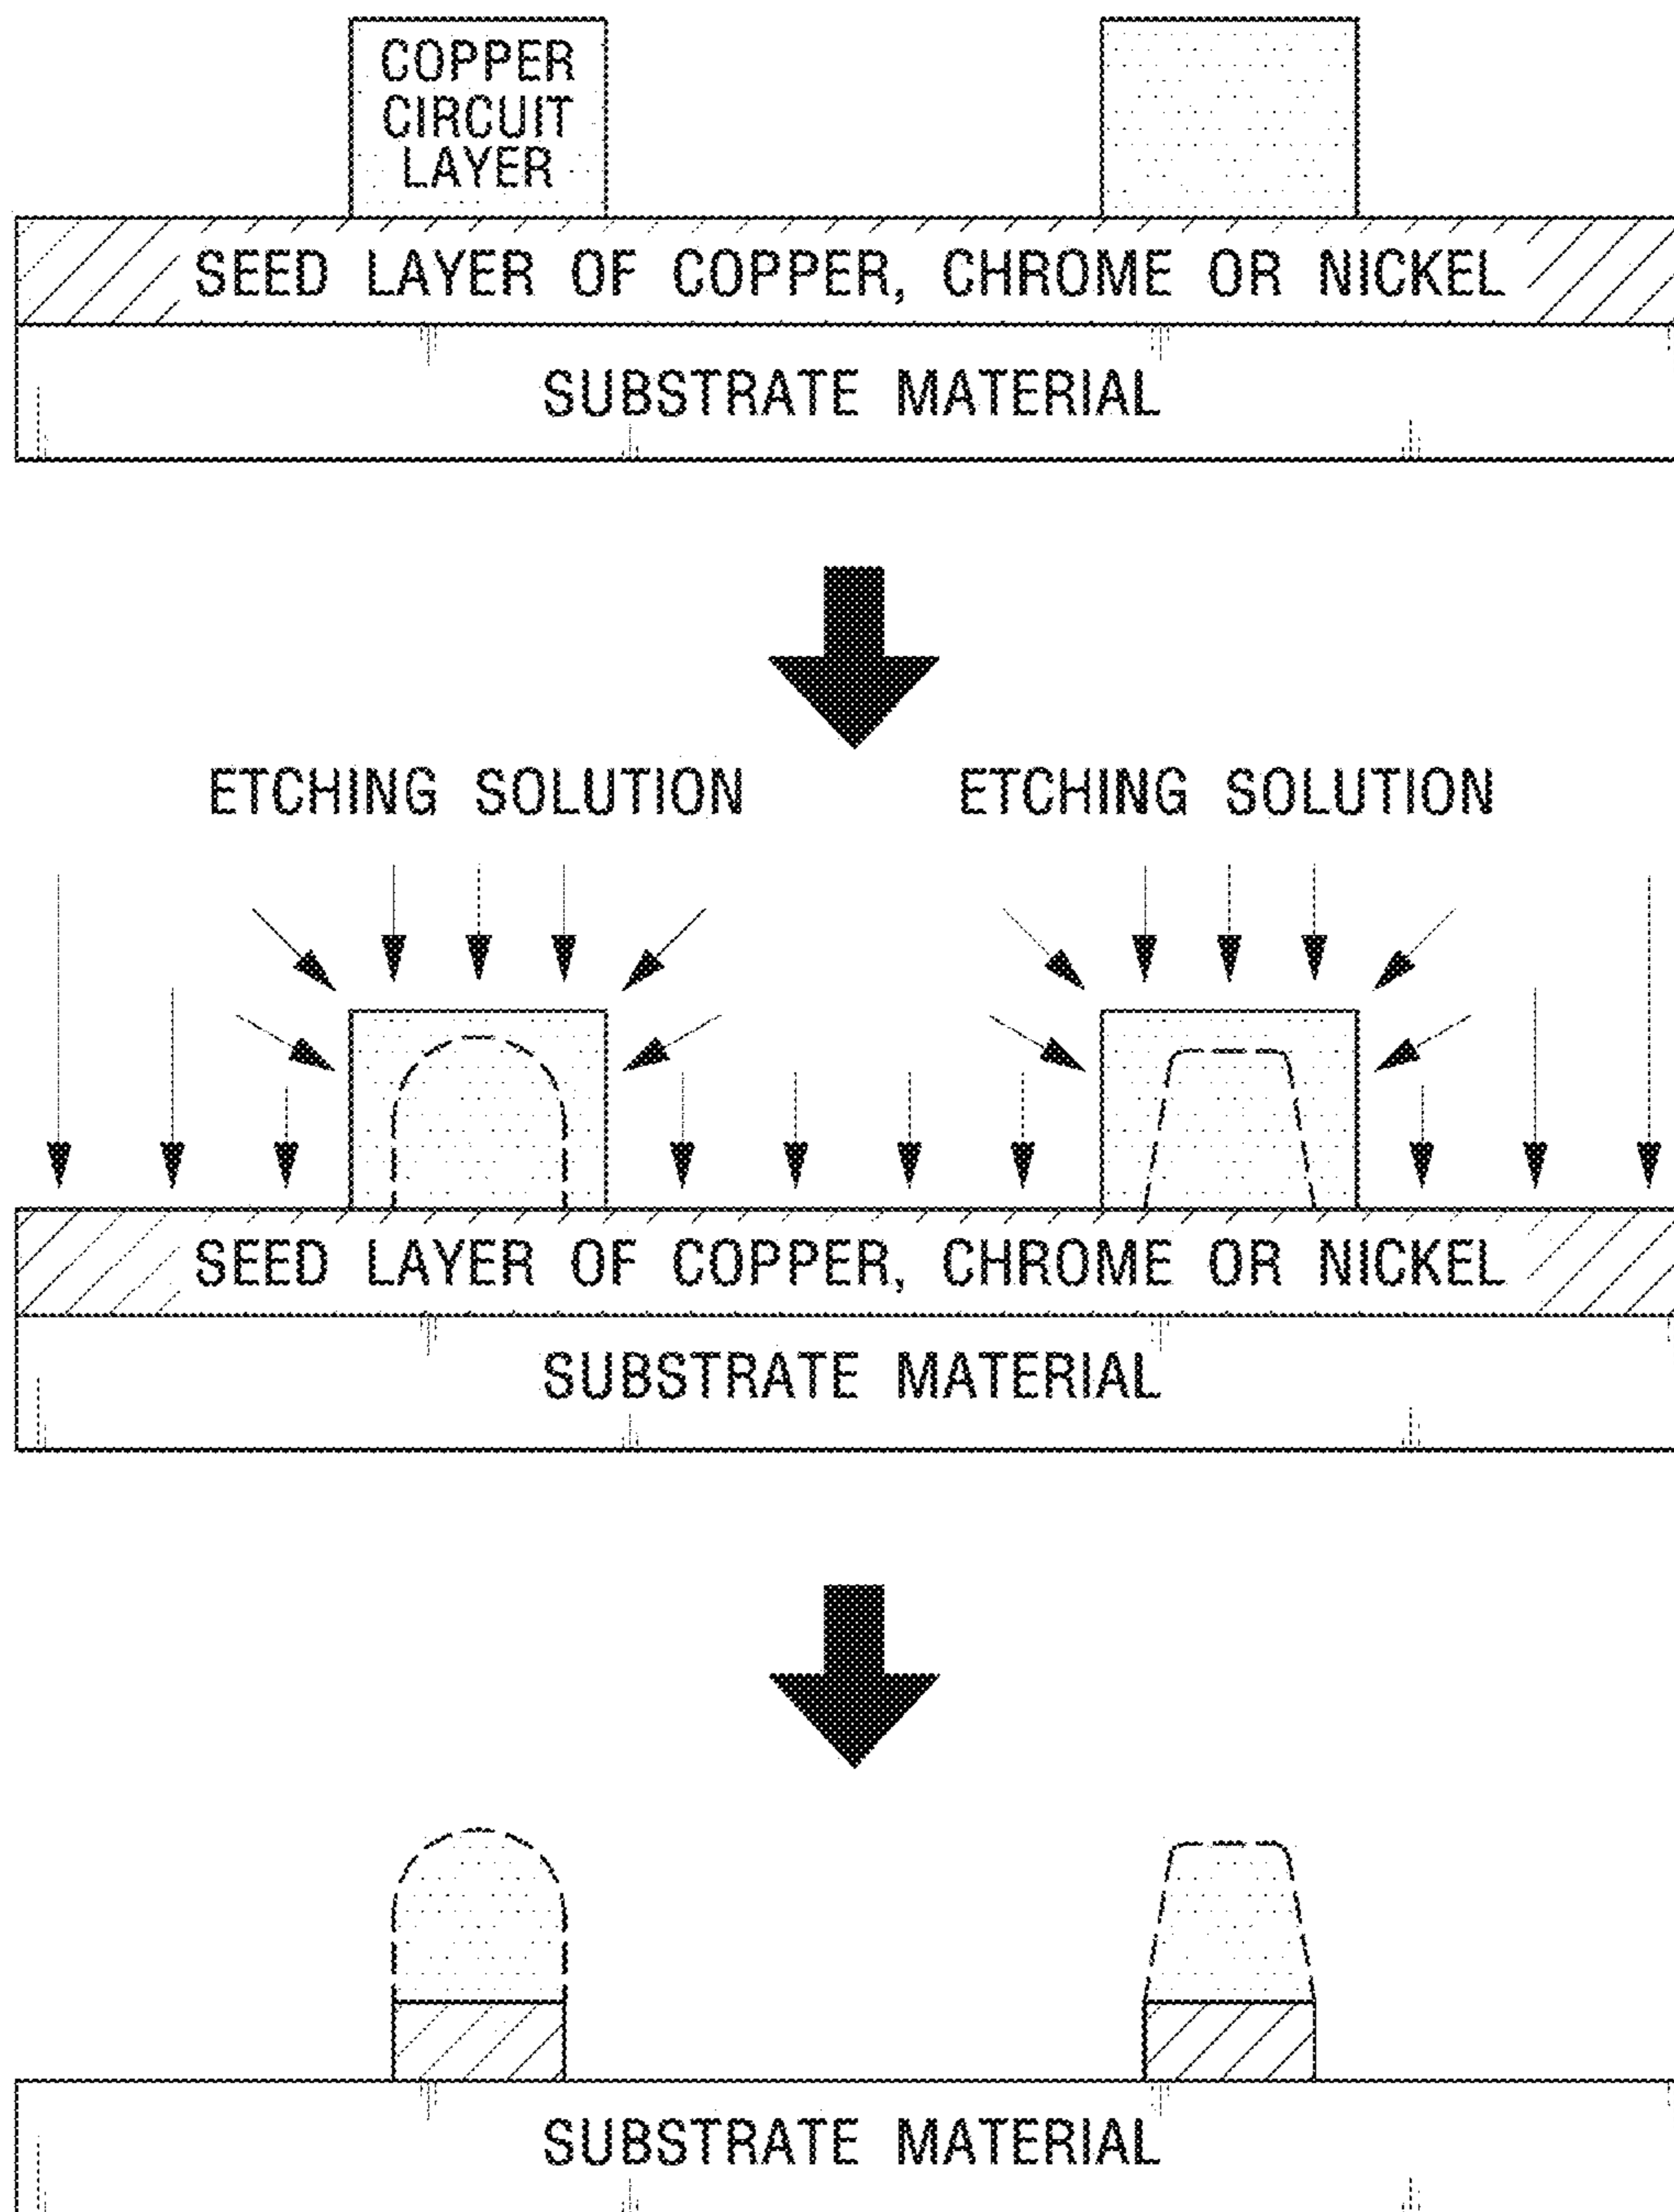 COPPER
CIRCUIT
LAYER
SEED LAYER OF COPPER, CHROME OR NICKEL
SUBSTRATE MATERIAL
ETCHING SOLUTION ETCHING SOLUTION
SEED LAYER OF COPPER, CHROME OR NICKEL
SUBSTRATE MATERIAL
SUBSTRATE MATERIAL